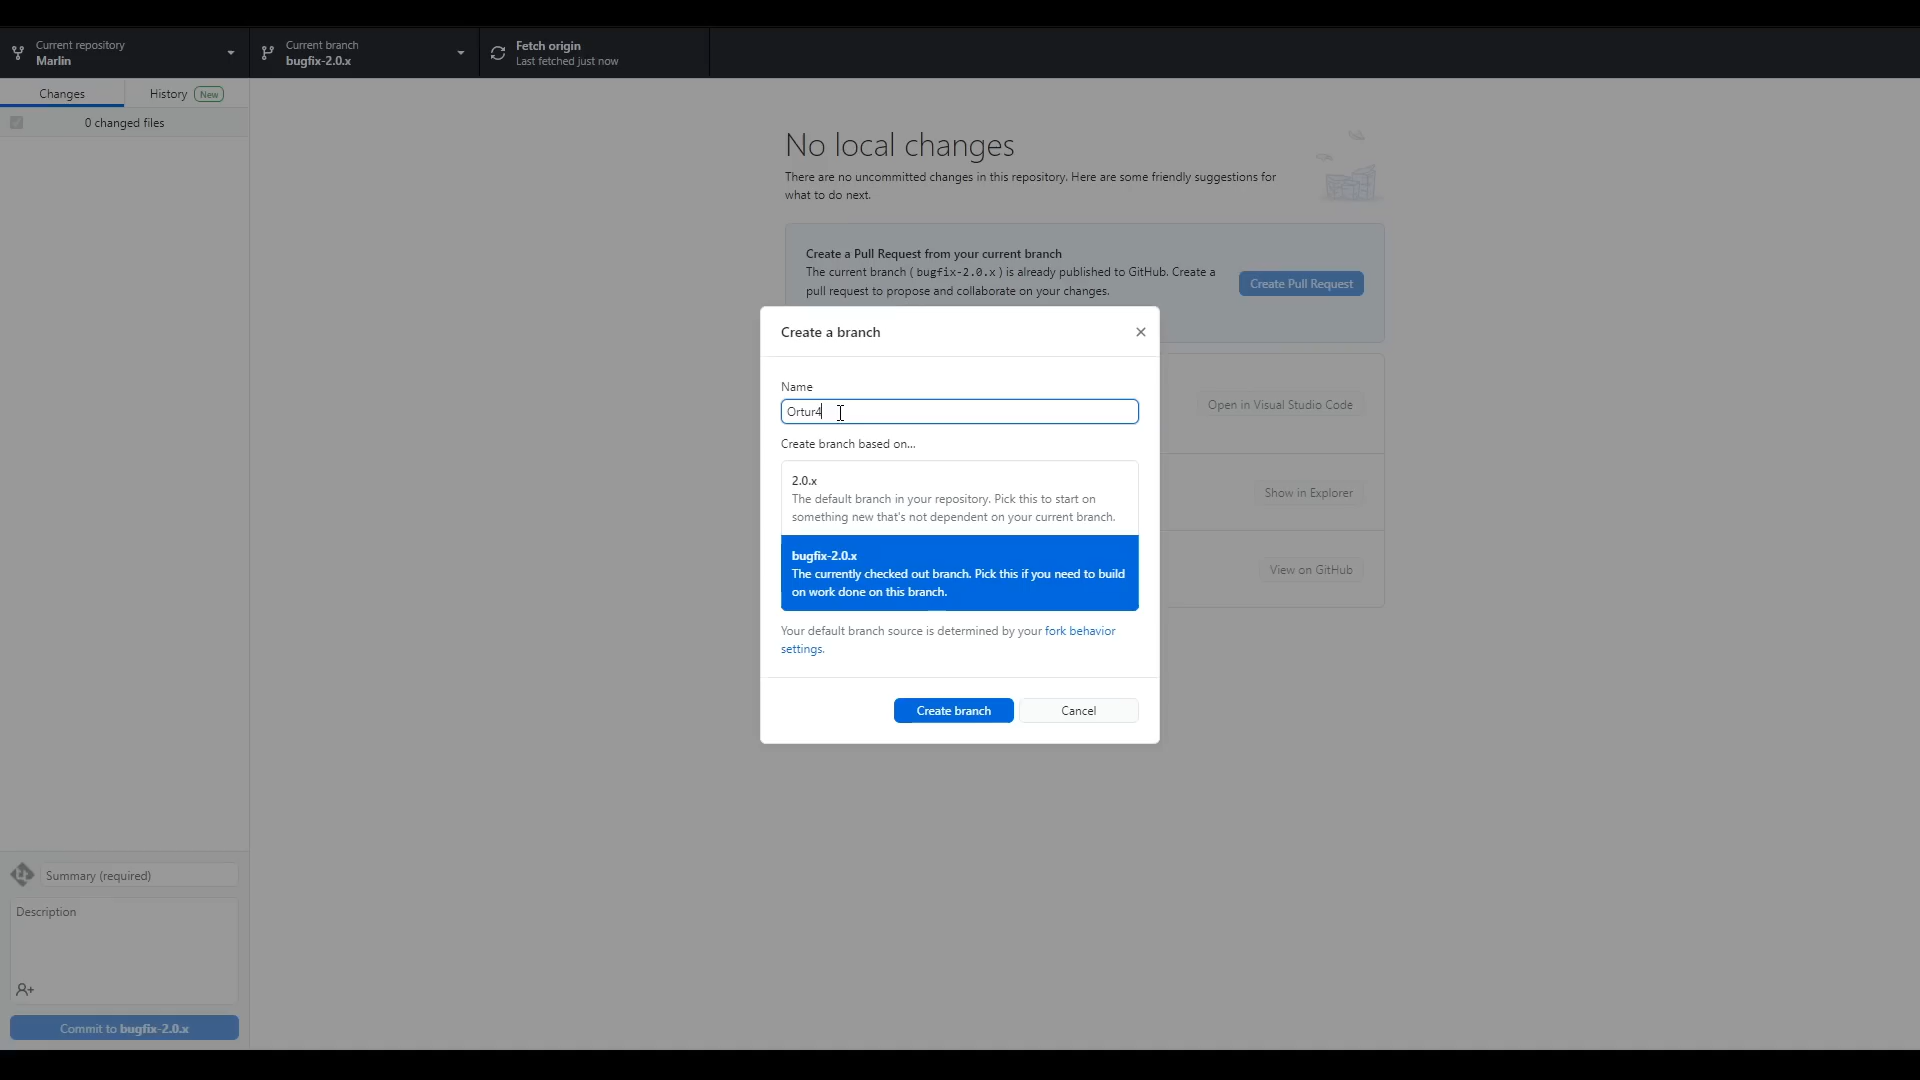 Current repository
Marlin
Current branch
bugfix-2.0.x
Fetch origin
Last fetched just now
Changes
History New
0 changed files
No local changes
There are no uncommitted changes in this repository. Here are some friendly suggestions for
what to do next.
Create a Pull Request from your current branch
The current branch (bugfix-2.0.x) is already published to GitHub. Create a
pull request to propose and collaborate on your changes.
Create Pull Request
Open in Visual Studio Code
Show in Explorer
View on GitHub
Create a branch
Name
Ortur4
Create branch based on...
2.0.x
The default branch in your repository. Pick this to start on
something new that's not dependent on your current branch.
bugfix-2.0.x
The currently checked out branch. Pick this if you need to build
on work done on this branch.
Your default branch source is determined by your fork behavior
settings.
Create branch
Cancel
Summary (required)
Description
Commit to bugfix-2.0.x